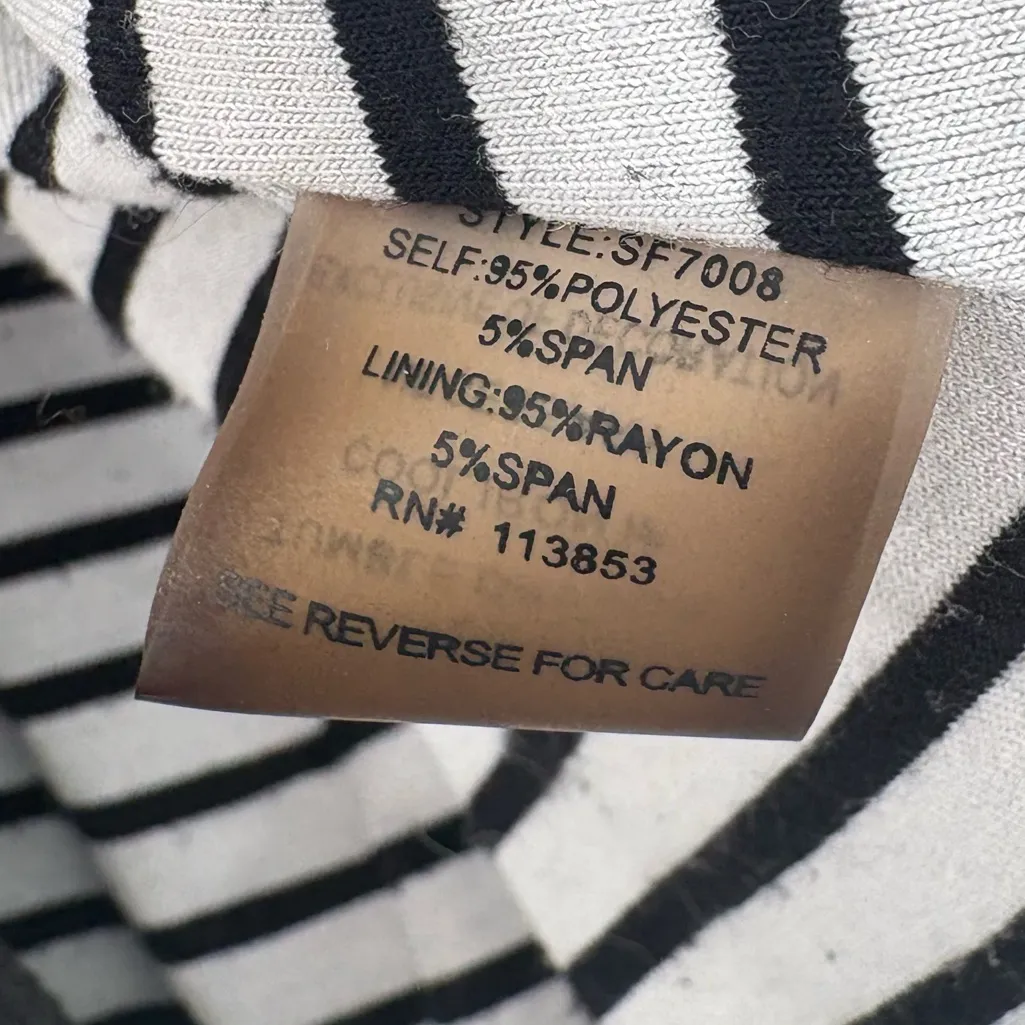 STYLE:SF7008
SELF:95%POLYESTER
5%SPAN
LINING:95%RAYON
5%SPAN
RN# 113853
SEE REVERSE FOR CARE